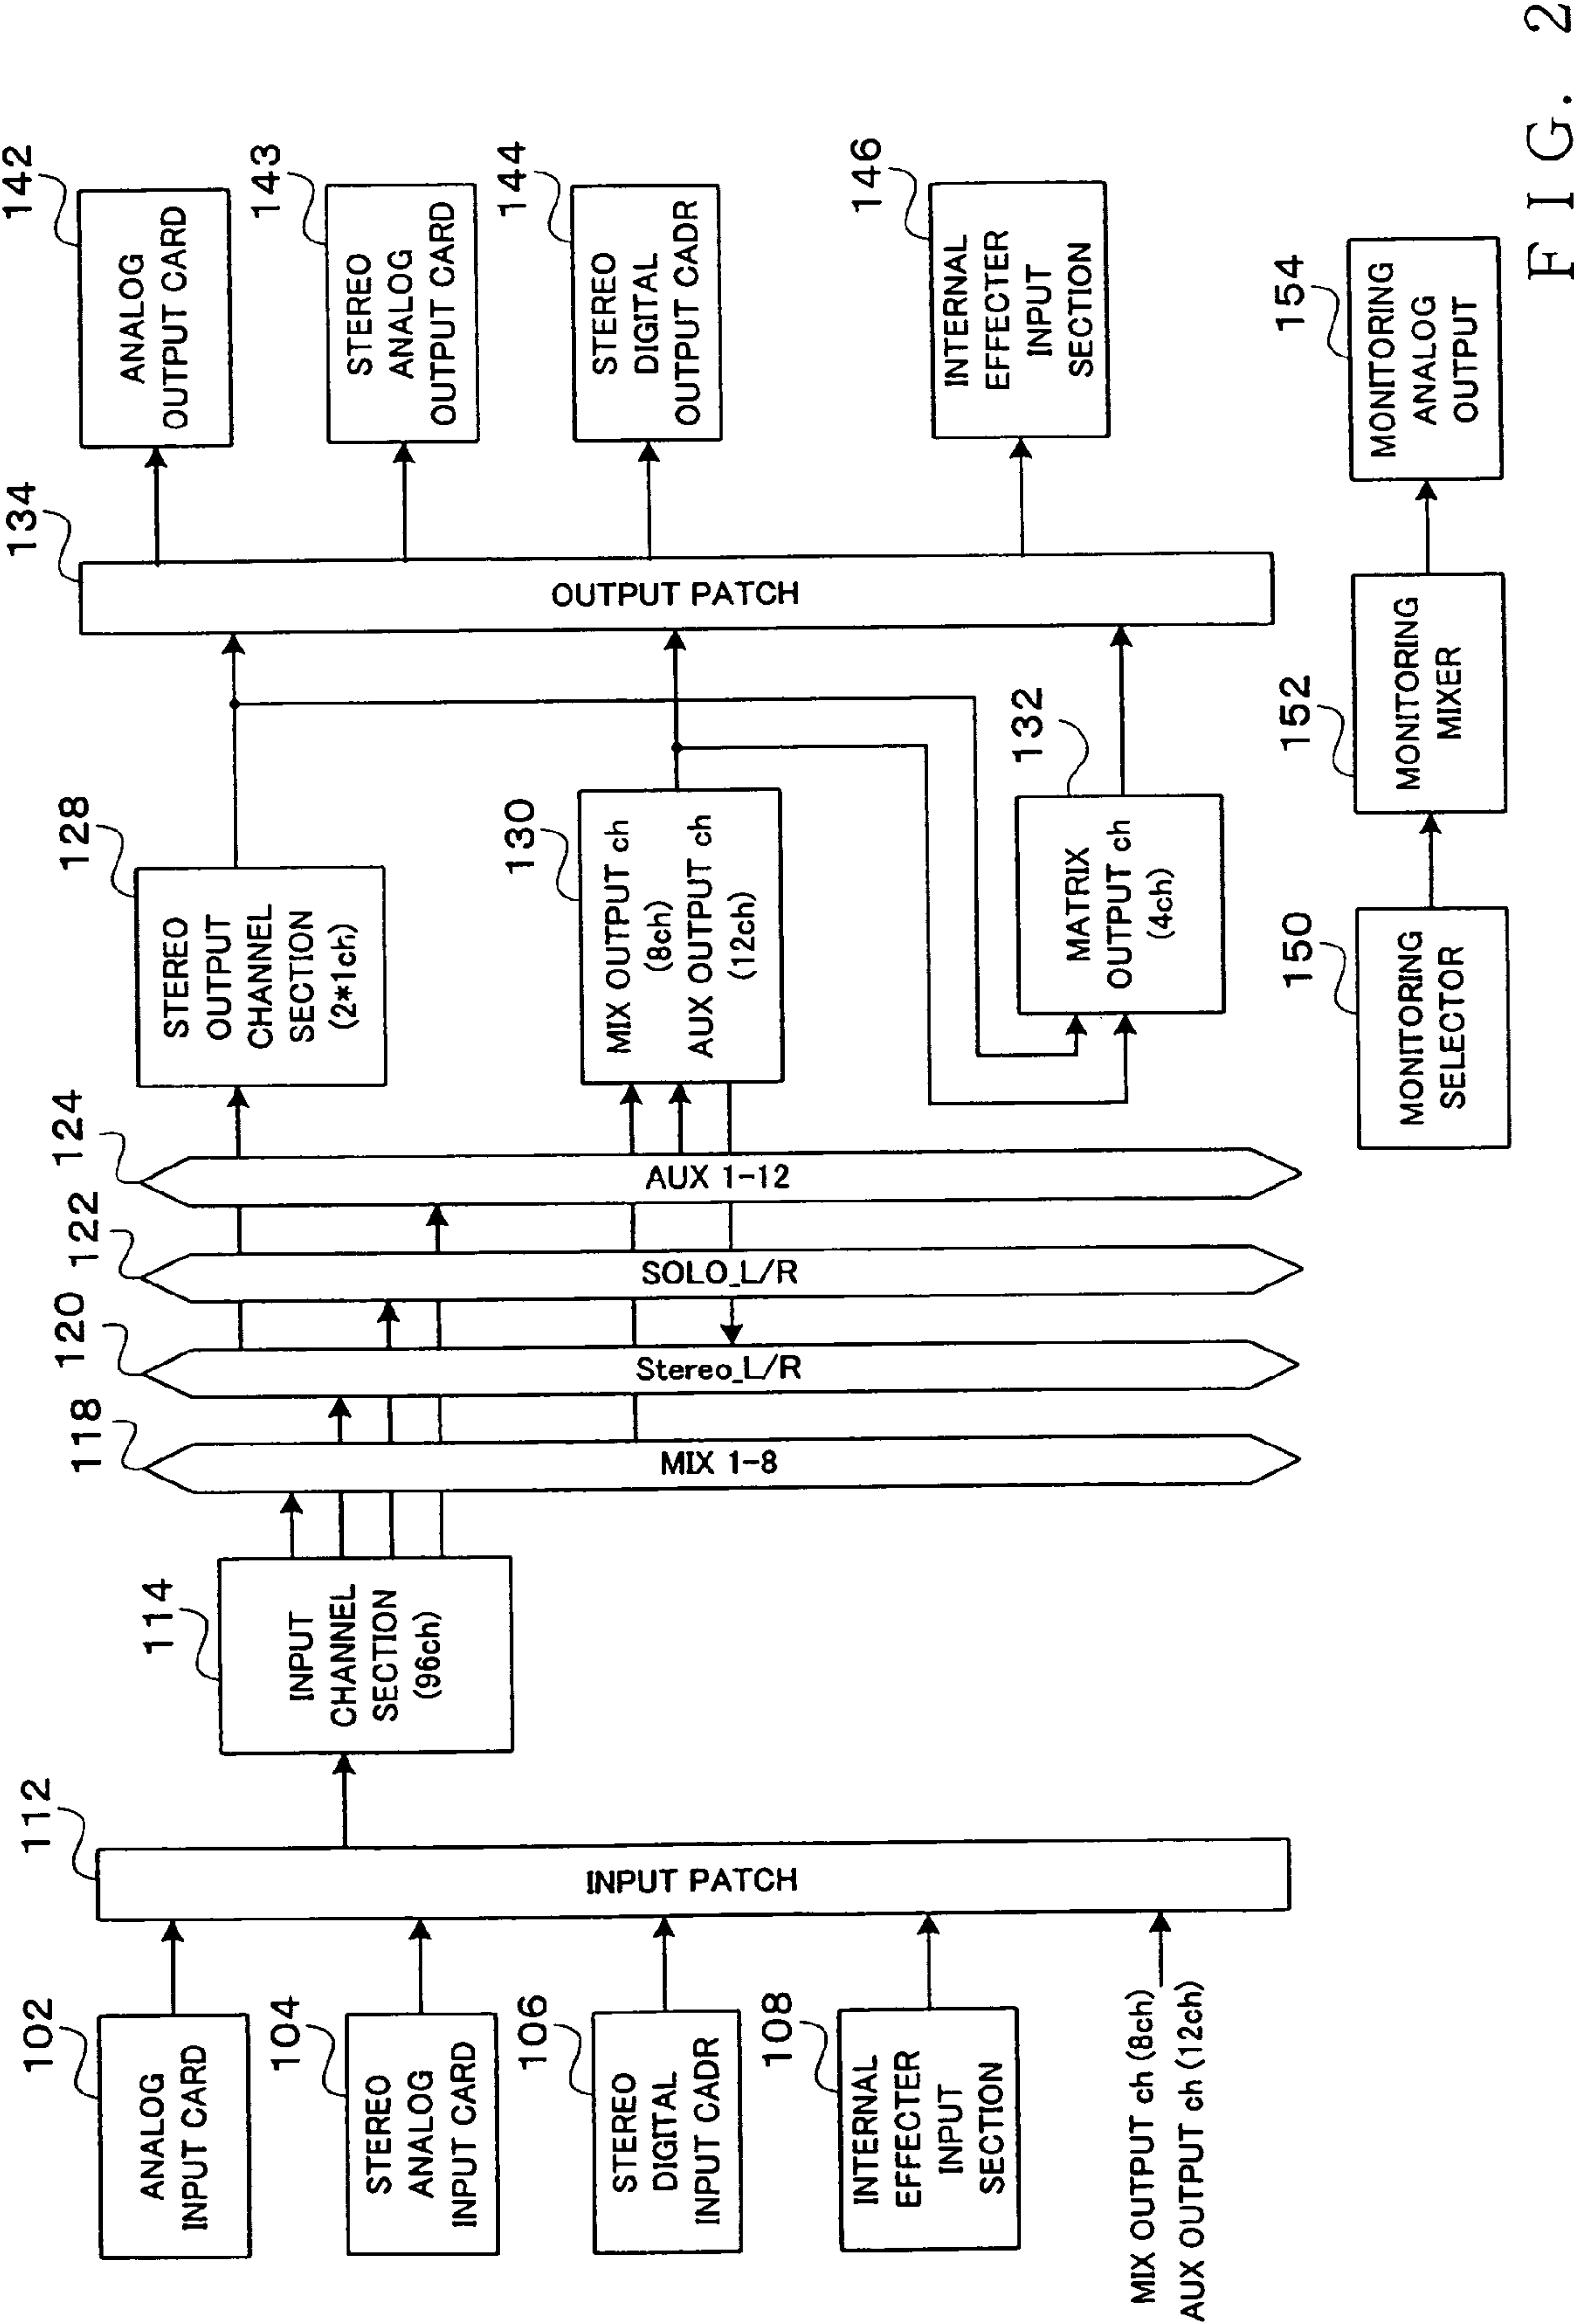 102
ANALOG
INPUT CARD
104
STEREO
ANALOG
INPUT CARD
106
STEREO
DIGITAL
INPUT CADR
108
INTERNAL
EFFECTER
INPUT
SECTION
MIX OUTPUT ch (8ch)
AUX OUTPUT ch (12ch)
112
INPUT PATCH
114
INPUT
CHANNEL
SECTION
(96ch)
118
MIX 1-8
120
Stereo_L/R
122
SOLO_L/R
124
AUX 1-12
128
STEREO
OUTPUT
CHANNEL
SECTION
(2*1ch)
130
MIX OUTPUT ch
(8ch)
AUX OUTPUT ch
(12ch)
132
MATRIX
OUTPUT ch
(4ch)
134
OUTPUT PATCH
142
ANALOG
OUTPUT CARD
143
STEREO
ANALOG
OUTPUT CARD
144
STEREO
DIGITAL
OUTPUT CADR
146
INTERNAL
EFFECTER
INPUT
SECTION
150
MONITORING
SELECTOR
152
MONITORING
MIXER
154
MONITORING
ANALOG
OUTPUT
FIG. 2